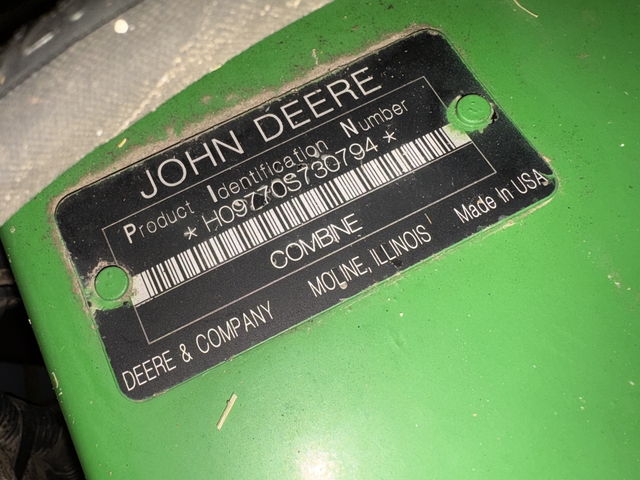 JOHN DEERE
Product Identification Number
*H09770S730794*
COMBINE
DEERE & COMPANY MOLINE, ILLINOIS Made In USA